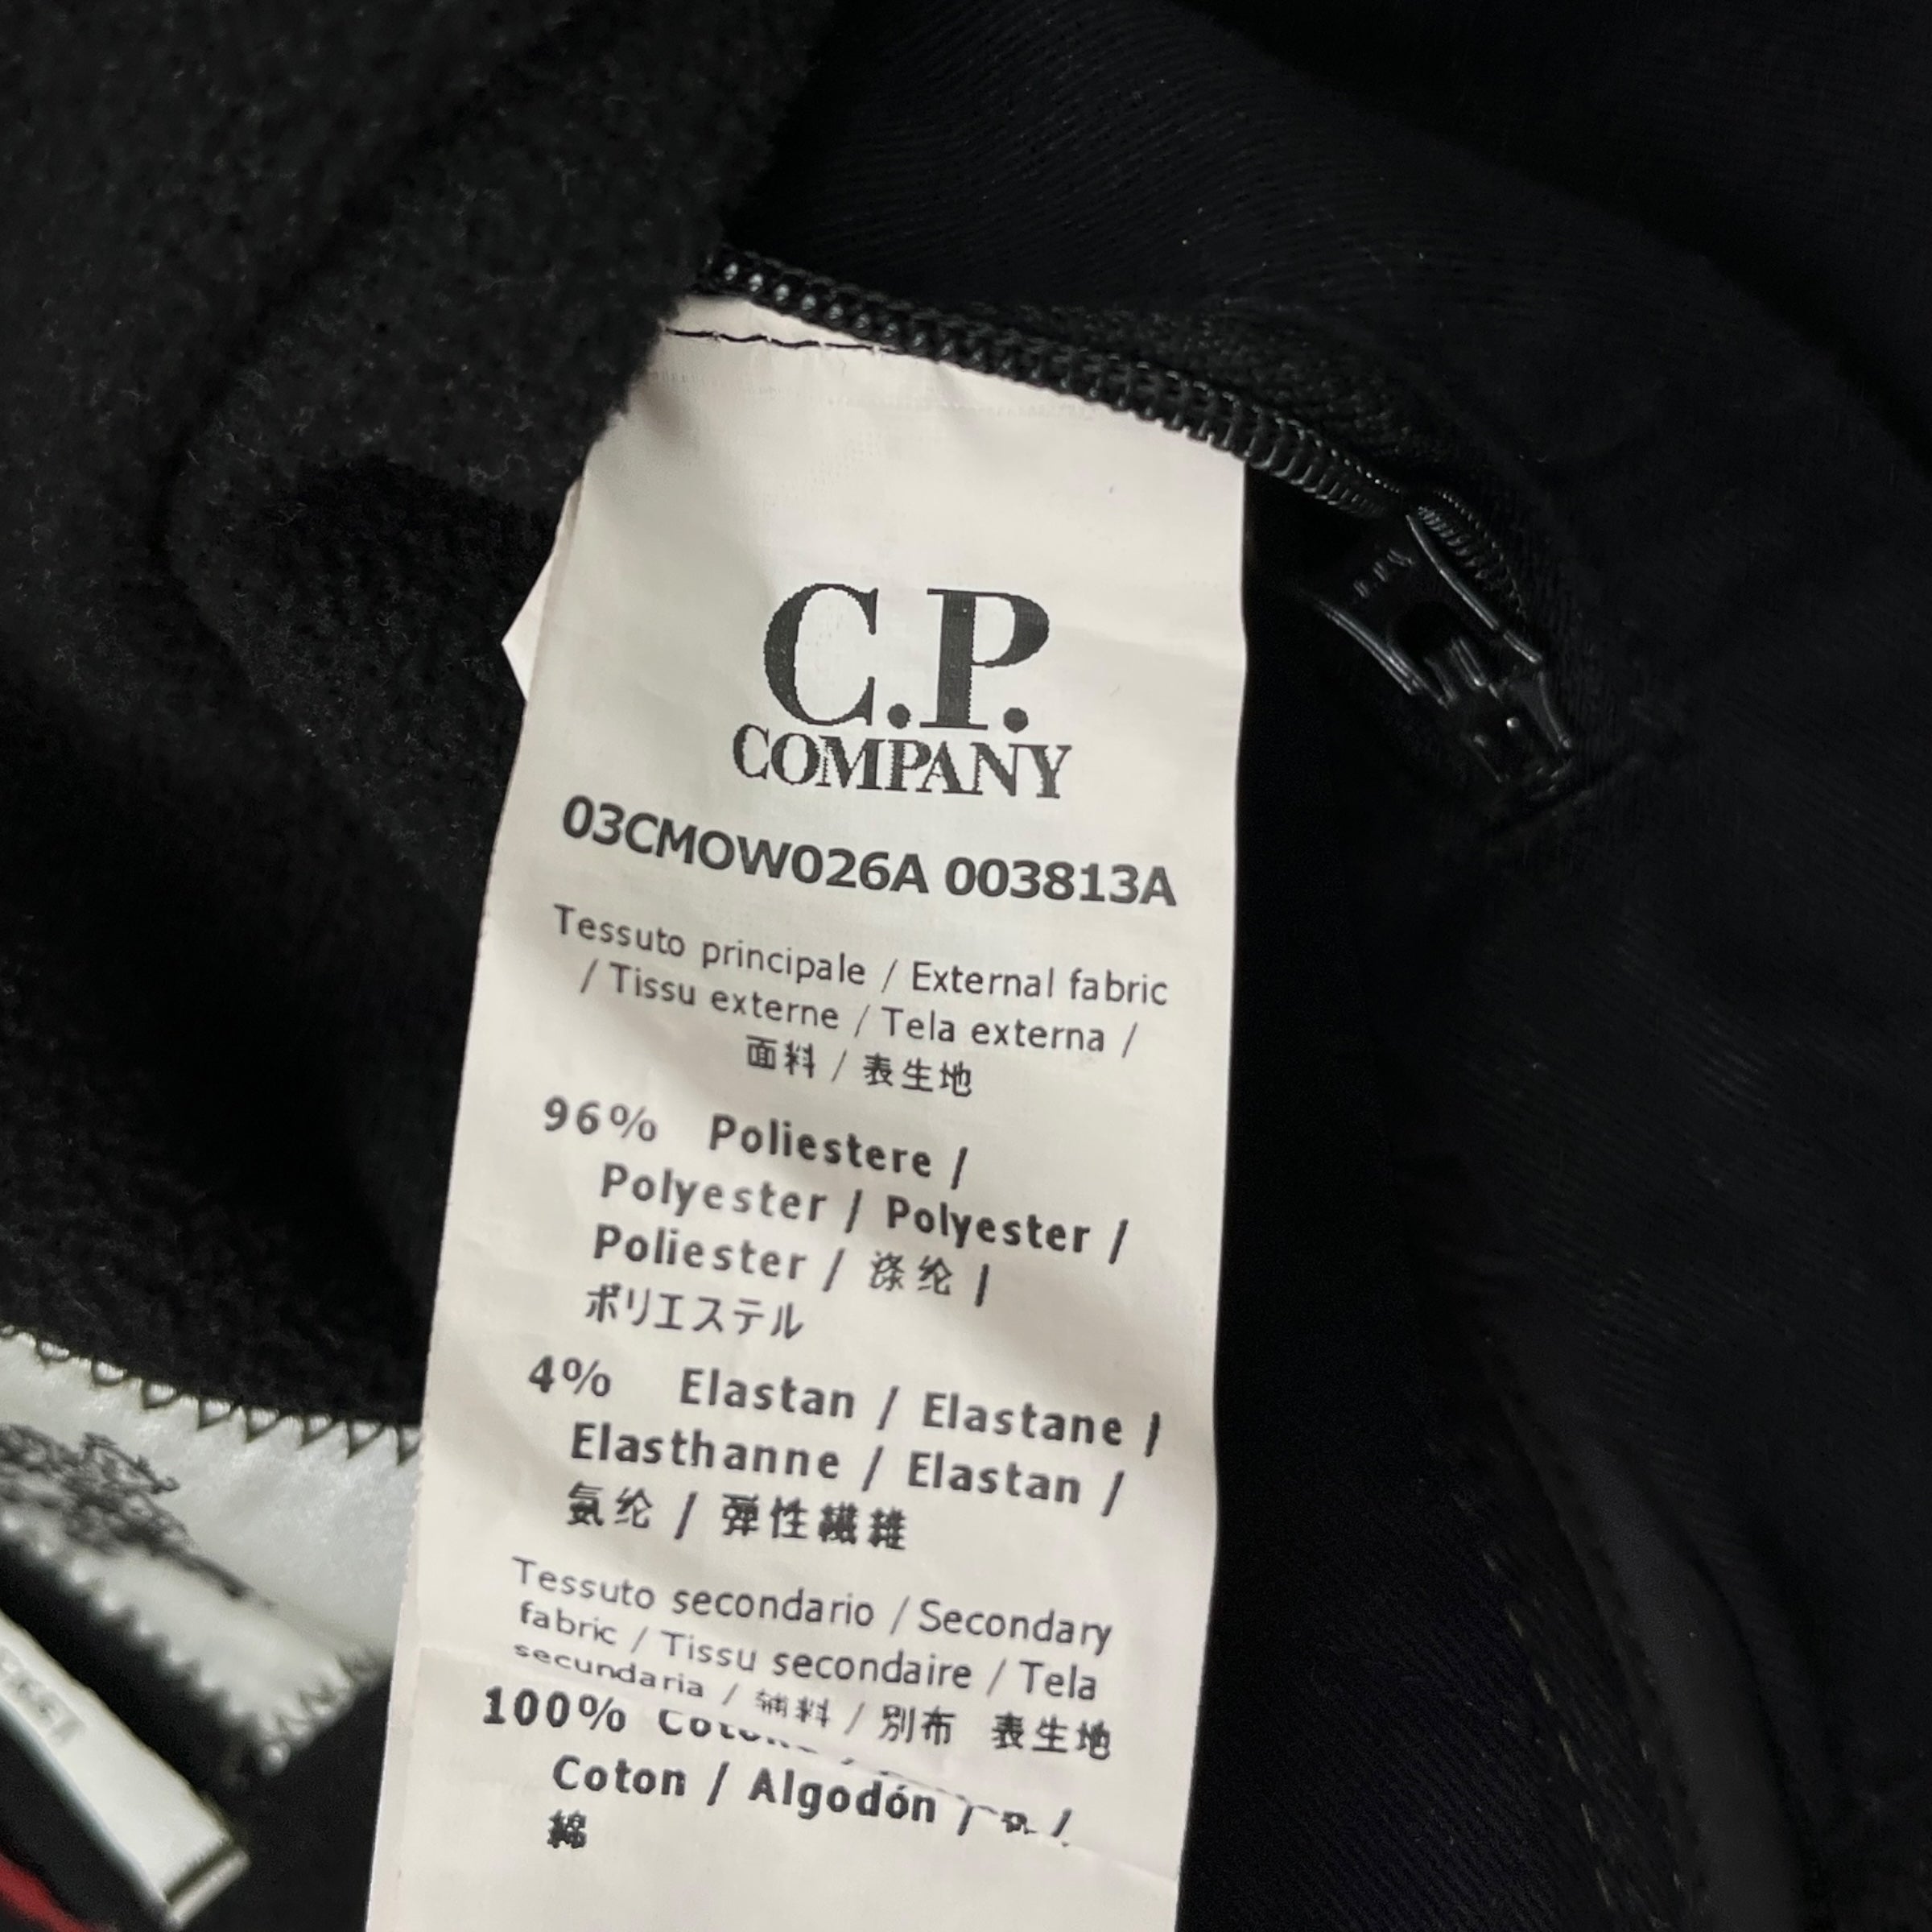 C.P.
COMPANY
03CMOW026A 003813A
Tessuto principale / External fabric
/ Tissu externe / Tela externa /
面料 / 表生地
96% Poliestere /
Polyester / Polyester /
Poliester / 涤纶 /
ポリエステル
4% Elastan / Elastane /
Elasthanne / Elastan /
氨纶 / 弾性繊維
Tessuto secondario / Secondary
fabric / Tissu secondaire / Tela
secundaria / 辅料 / 別布 表生地
100%
Coton / Algodón / /
綿